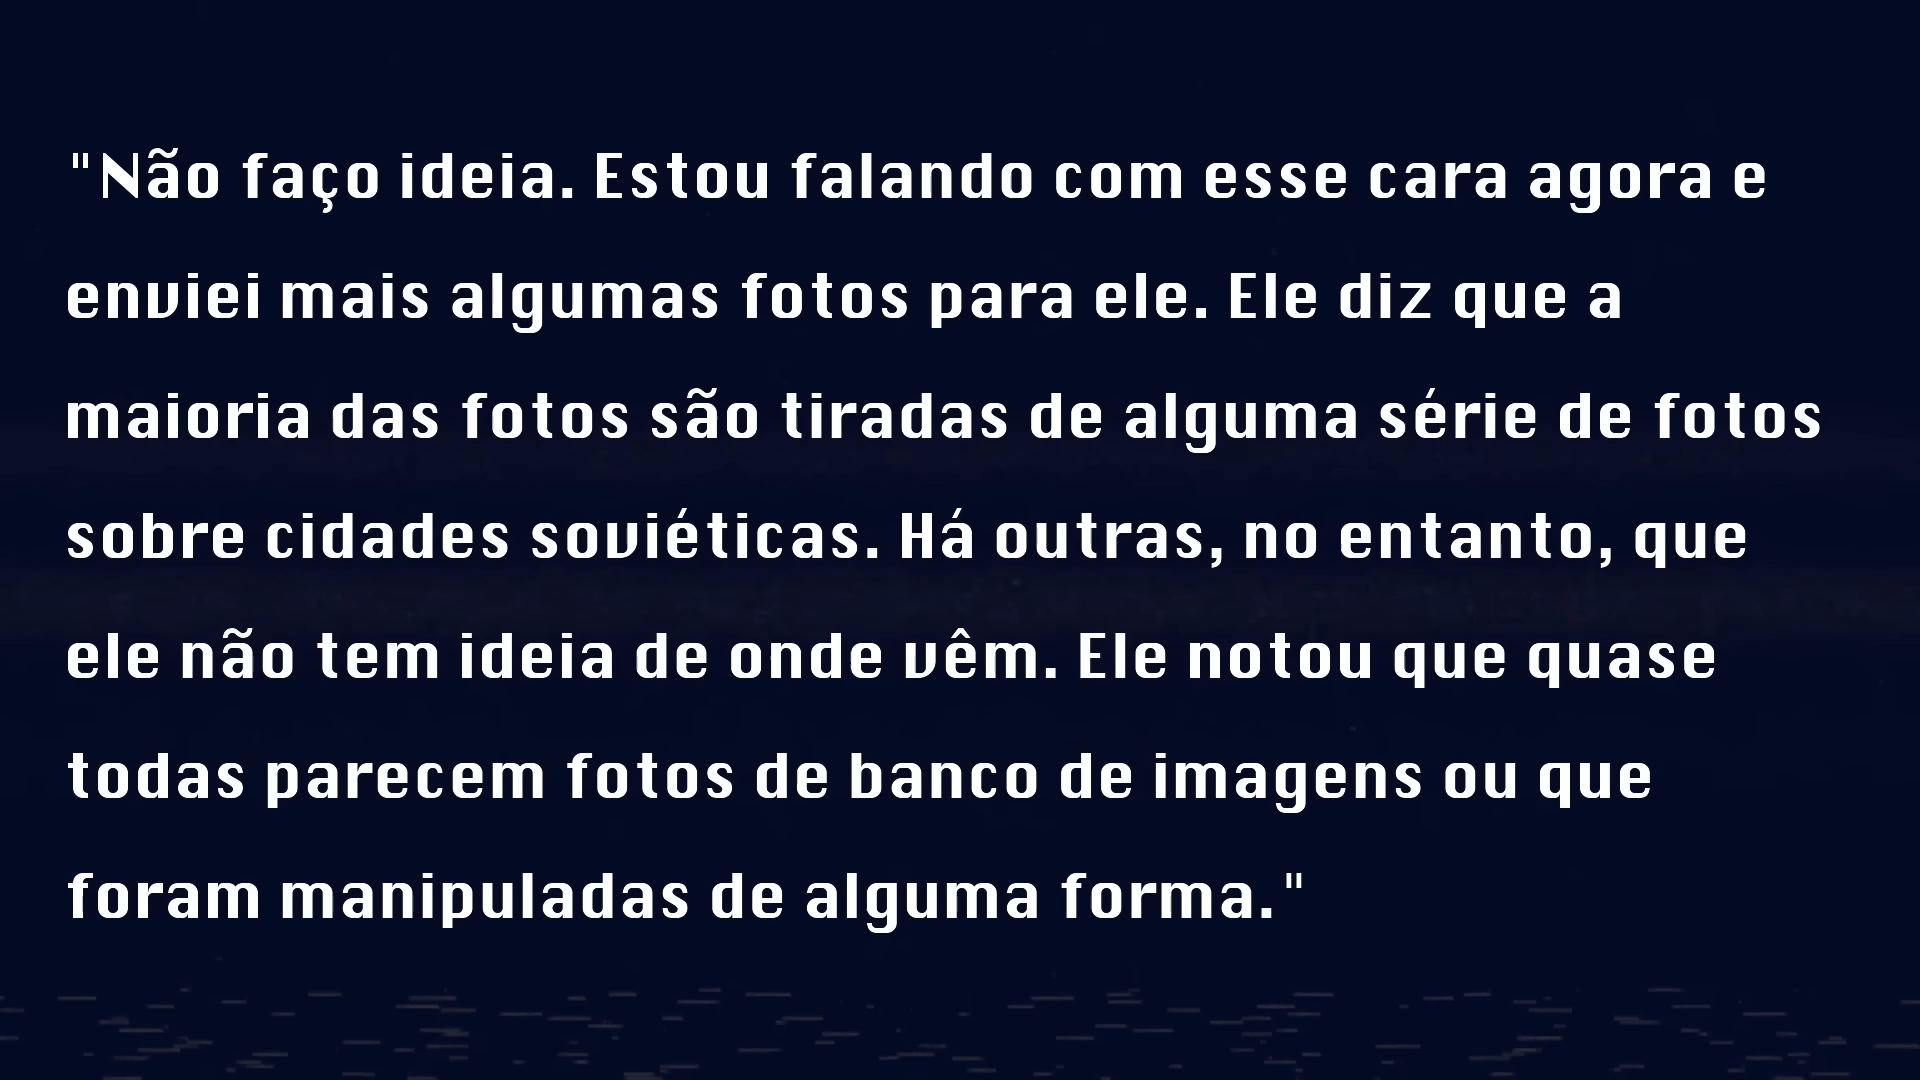 "Não faço ideia. Estou falando com esse cara agora e
enviei mais algumas fotos para ele. Ele diz que a
maioria das fotos são tiradas de alguma série de fotos
sobre cidades soviéticas. Há outras, no entanto, que
ele não tem ideia de onde vêm. Ele notou que quase
todas parecem fotos de banco de imagens ou que
foram manipuladas de alguma forma."